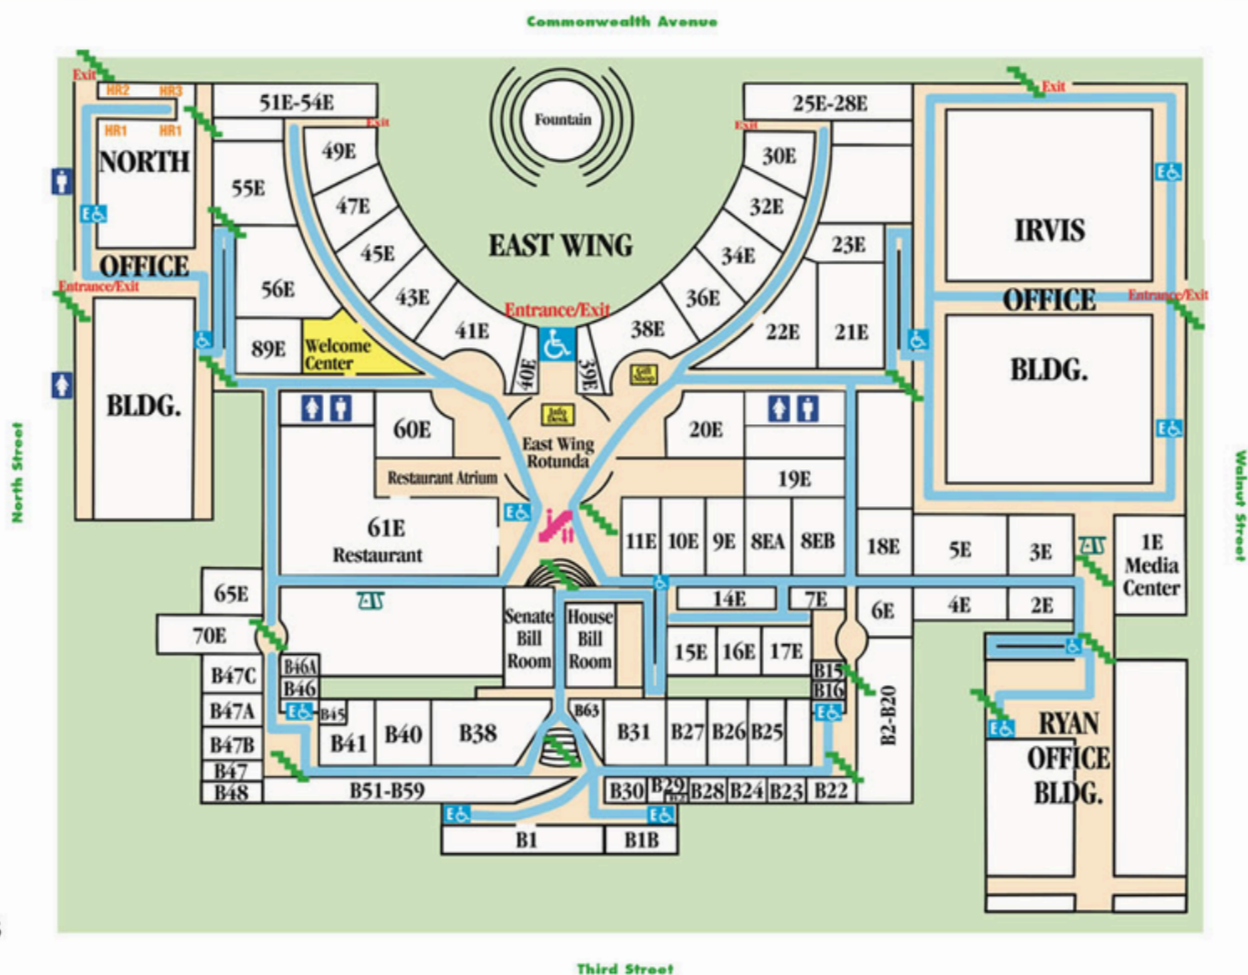 Commonwealth Avenue
Exit
HR2
HR3
HR1
HR1
NORTH
OFFICE
BLDG.
Entrance/Exit
51E-54E
Exit
Fountain
Exit
25E-28E
Exit
49E
47E
45E
43E
41E
40E
55E
56E
89E
Welcome
Center
EAST WING
Entrance/Exit
30E
32E
34E
36E
38E
39E
Gift
Shop
23E
22E
21E
IRVIS
OFFICE
Entrance/Exit
BLDG.
Info
Desk
East Wing
Rotunda
60E
20E
Restaurant Atrium
19E
61E
Restaurant
E
E
E
11E
10E
9E
8EA
8EB
18E
5E
3E
1E
Media
Center
14E
7E
6E
4E
2E
65E
70E
Senate
Bill
Room
House
Bill
Room
15E
16E
17E
B15
B16
B47C
B47A
B47B
B47
B48
B46A
B46
B45
E
B41
B40
B38
B63
B31
B27
B26
B25
E
B2-B20
E
RYAN
OFFICE
BLDG.
B51-B59
B30
B29
B28
B24
B23
B22
E
E
B1
B1B
North Street
Walnut Street
Third Street